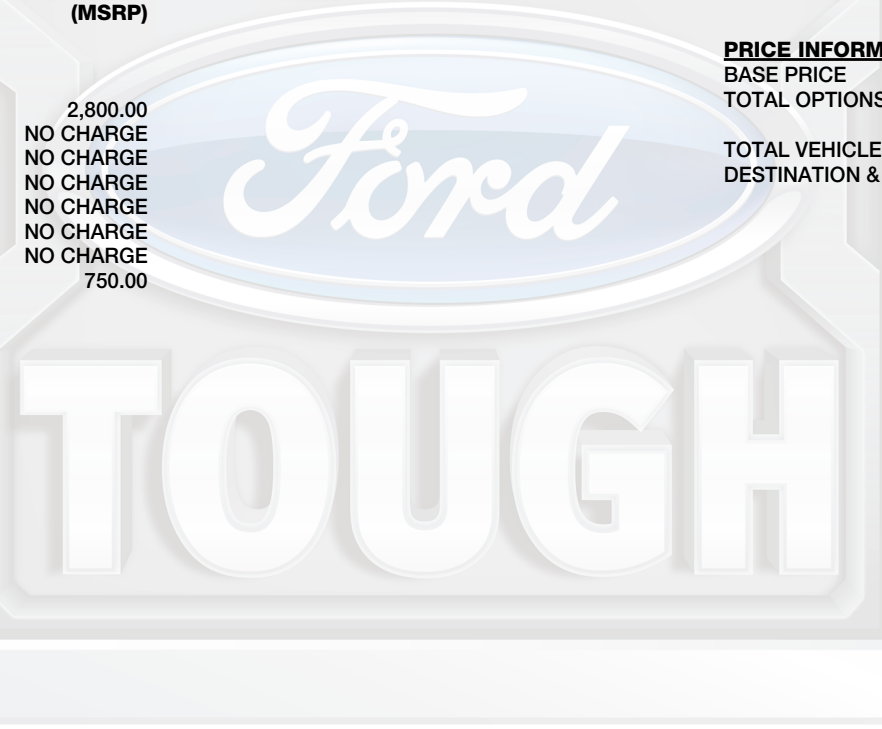 (MSRP)
2,800.00
NO CHARGE
NO CHARGE
NO CHARGE
NO CHARGE
NO CHARGE
NO CHARGE
750.00
PRICE
BASE PRICE
TOTAL OPTIONS
TOTAL VEHICLE
DESTINATION &
Ford
TOUGH